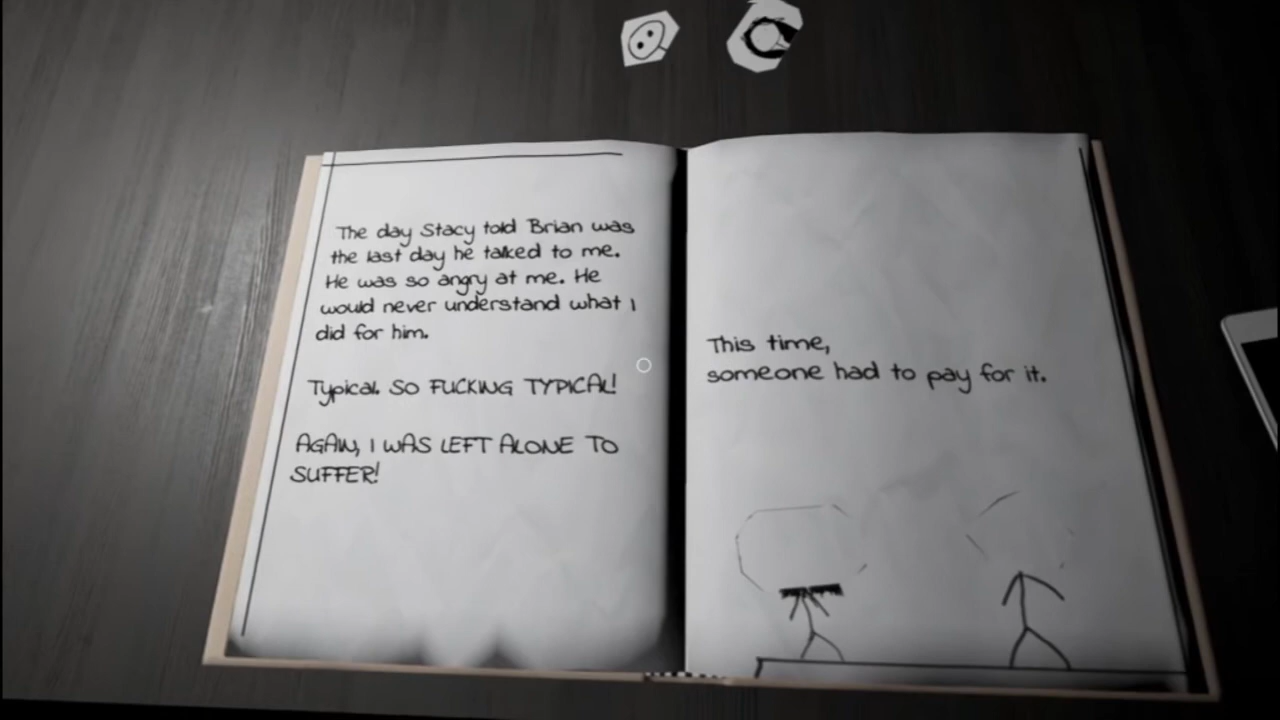 The day Stacy told Brian was
the last day he talked to me.
He was so angry at me. He
would never understand what I
did for him.
Typical. SO FUCKING TYPICAL!
AGAIN, I WAS LEFT ALONE TO
SUFFER!
This time,
someone had to pay for it.